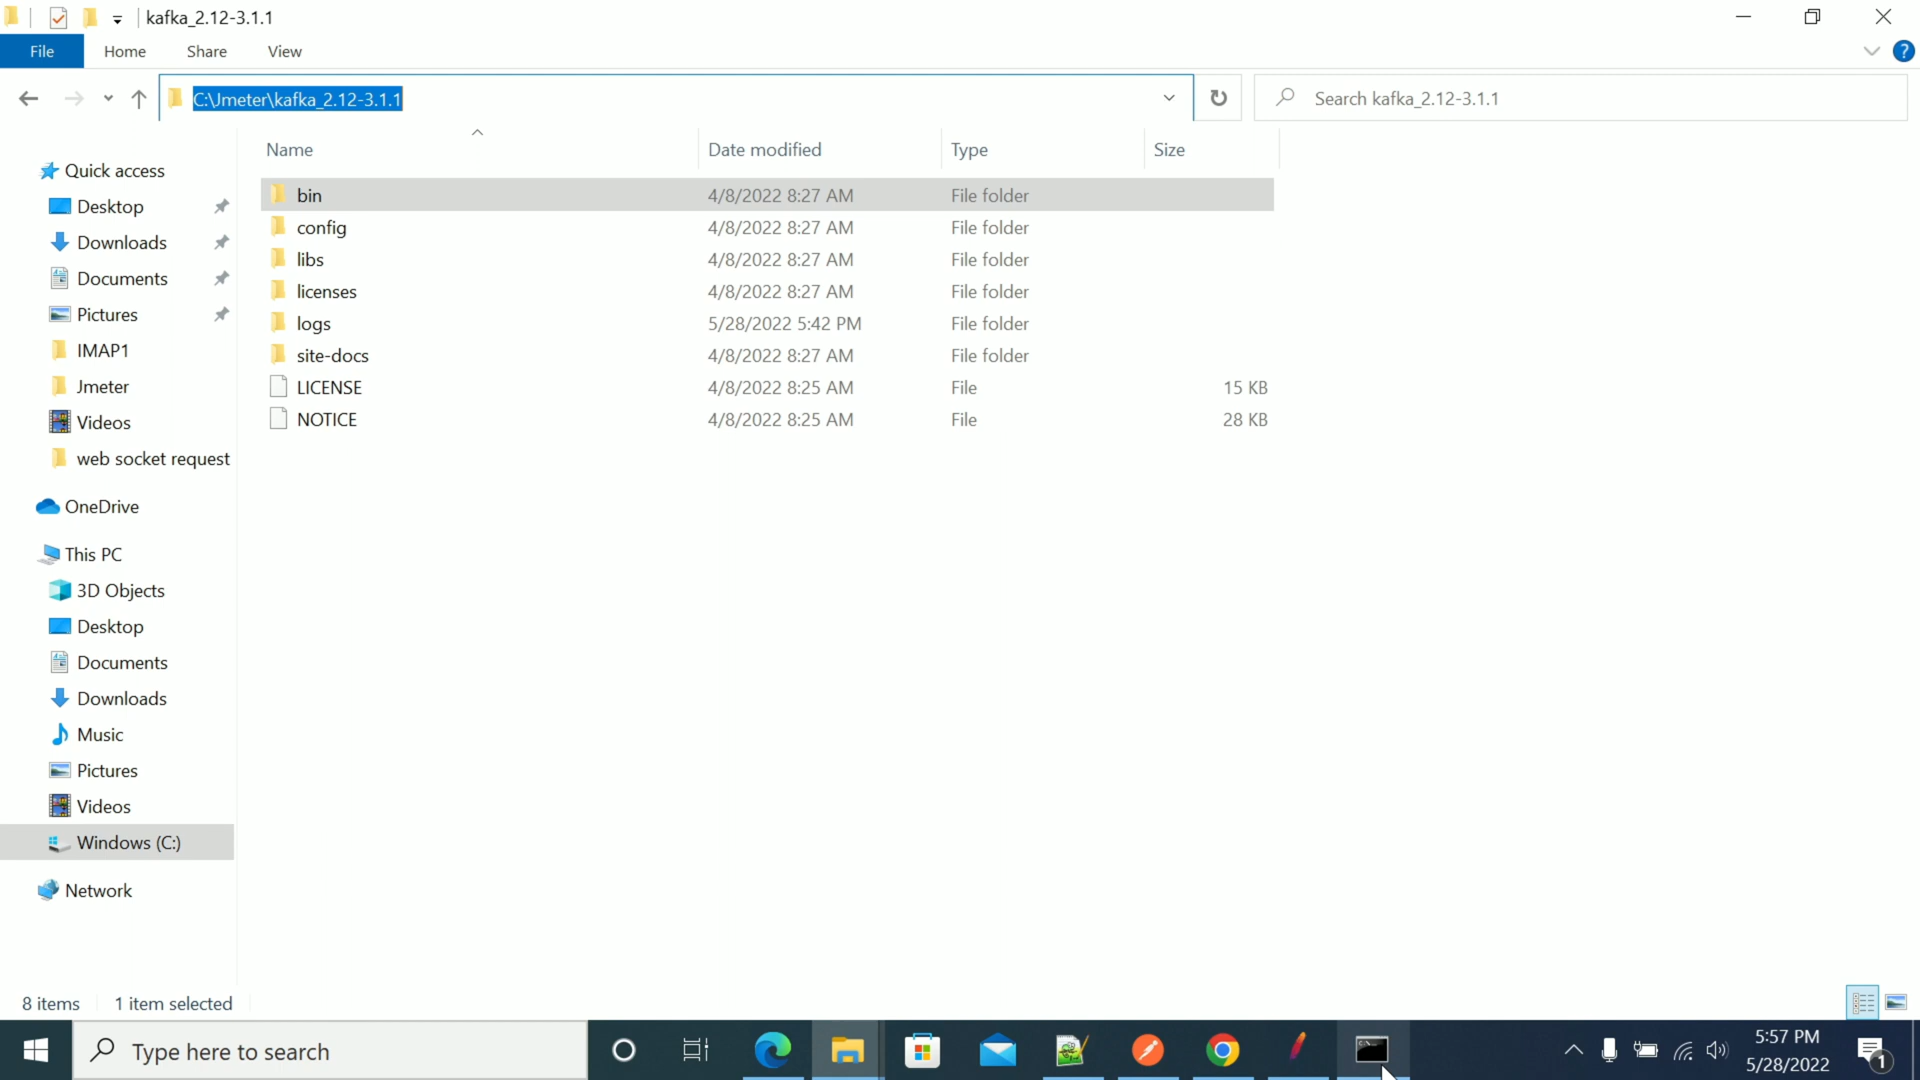 kafka_2.12-3.1.1
File Home Share View
C:\Jmeter\kafka_2.12-3.1.1 Search kafka_2.12-3.1.1
Name Date modified Type Size
Quick access
Desktop
Downloads
Documents
Pictures
IMAP1
Jmeter
Videos
web socket request
OneDrive
This PC
3D Objects
Desktop
Documents
Downloads
Music
Pictures
Videos
Windows (C:)
Network
bin 4/8/2022 8:27 AM File folder
config 4/8/2022 8:27 AM File folder
libs 4/8/2022 8:27 AM File folder
licenses 4/8/2022 8:27 AM File folder
logs 5/28/2022 5:42 PM File folder
site-docs 4/8/2022 8:27 AM File folder
LICENSE 4/8/2022 8:25 AM File 15 KB
NOTICE 4/8/2022 8:25 AM File 28 KB
8 items 1 item selected
Type here to search
5:57 PM
5/28/2022
1